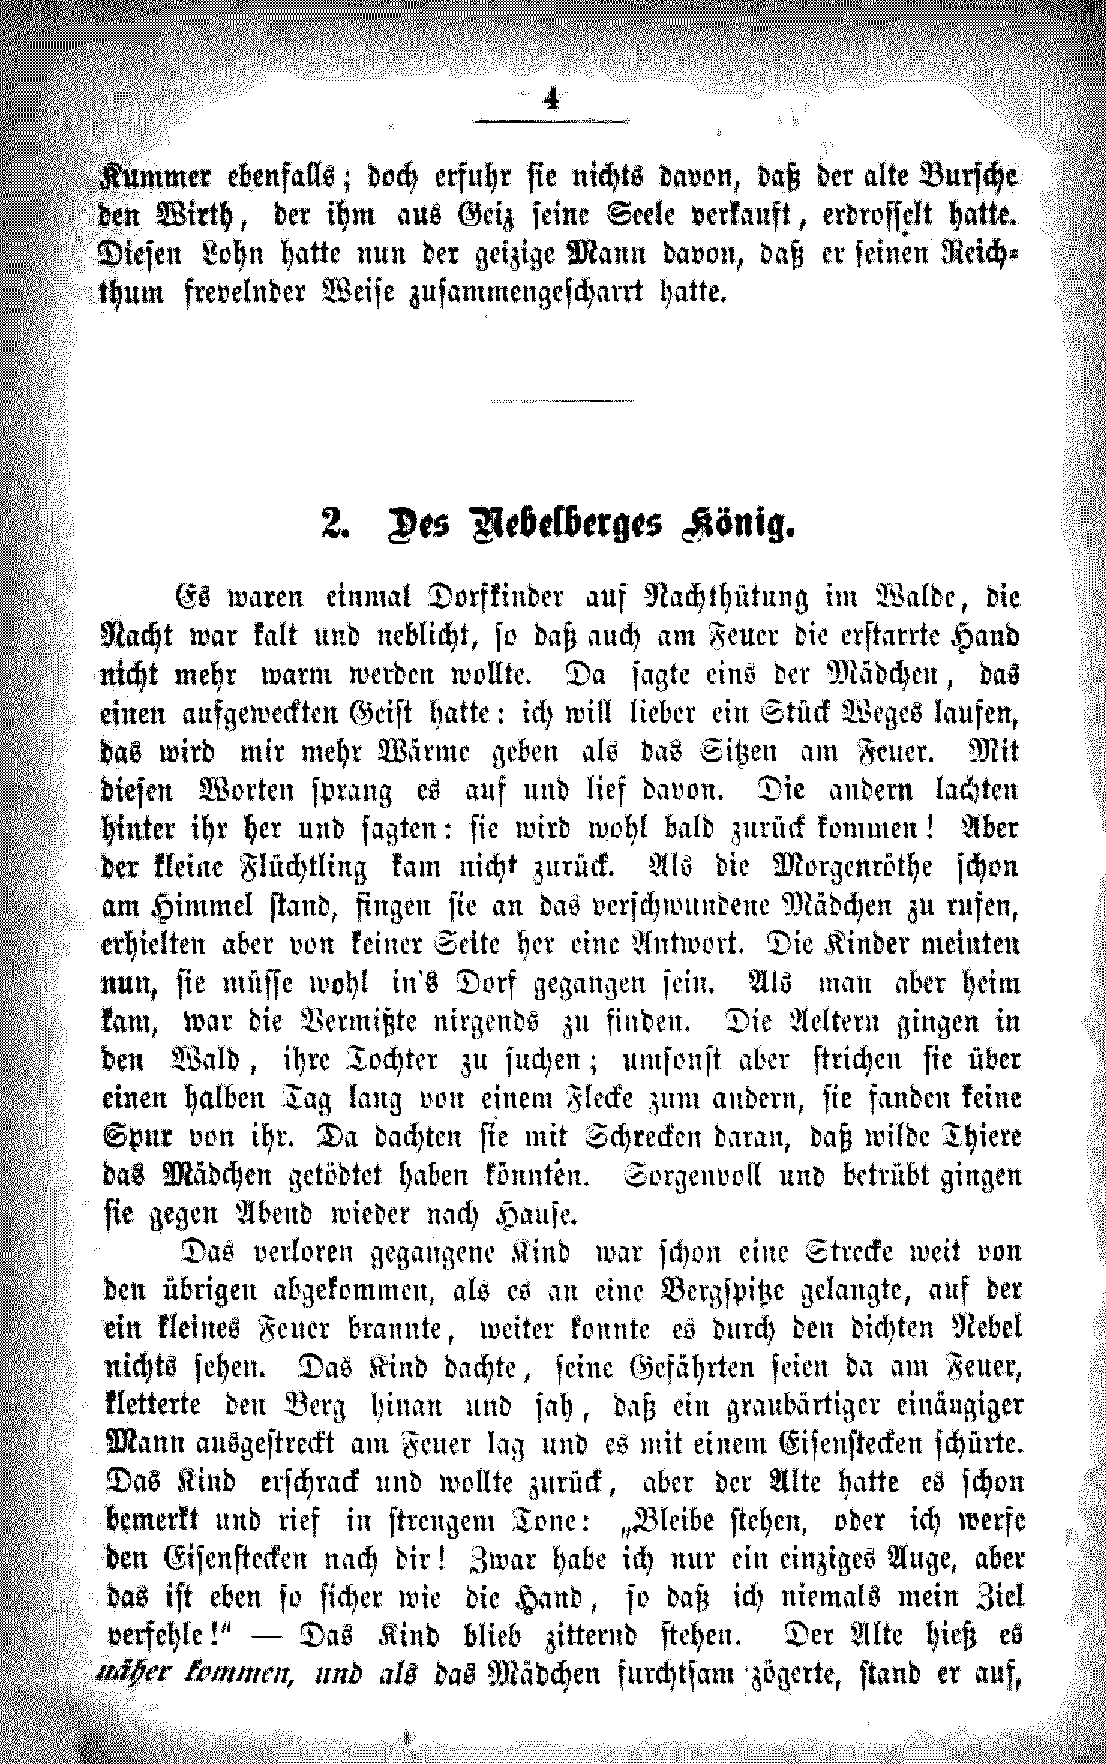 4
Kummer ebenfalls; doch erfuhr sie nichts davon, daß der alte Bursche
den Wirth, der ihm aus Geiz seine Seele verkauft, erdrosselt hatte.
Diesen Lohn hatte nun der geizige Mann davon, daß er seinen Reich-
thum frevelnder Weise zusammengescharrt hatte.
2. Des Nebelberges König.
Es waren einmal Dorfkinder auf Nachthütung im Walde, die
Nacht war kalt und neblicht, so daß auch am Feuer die erstarrte Hand
nicht mehr warm werden wollte. Da sagte eins der Mädchen, das
einen aufgeweckten Geist hatte: ich will lieber ein Stück Weges laufen,
das wird mir mehr Wärme geben als das Sitzen am Feuer. Mit
diesen Worten sprang es auf und lief davon. Die andern lachten
hinter ihr her und sagten: sie wird wohl bald zurück kommen! Aber
der kleine Flüchtling kam nicht zurück. Als die Morgenröthe schon
am Himmel stand, fingen sie an das verschwundene Mädchen zu rufen,
erhielten aber von keiner Seite her eine Antwort. Die Kinder meinten
nun, sie müsse wohl in's Dorf gegangen sein. Als man aber heim
kam, war die Vermißte nirgends zu finden. Die Aeltern gingen in
den Wald, ihre Tochter zu suchen; umsonst aber strichen sie über
einen halben Tag lang von einem Flecke zum andern, sie fanden keine
Spur von ihr. Da dachten sie mit Schrecken daran, daß wilde Thiere
das Mädchen getödtet haben könnten. Sorgenvoll und betrübt gingen
sie gegen Abend wieder nach Hause.
Das verloren gegangene Kind war schon eine Strecke weit von
den übrigen abgekommen, als es an eine Bergspitze gelangte, auf der
ein kleines Feuer brannte, weiter konnte es durch den dichten Nebel
nichts sehen. Das Kind dachte, seine Gefährten seien da am Feuer,
kletterte den Berg hinan und sah, daß ein graubärtiger einäugiger
Mann ausgestreckt am Feuer lag und es mit einem Eisenstecken schürte.
Das Kind erschrack und wollte zurück, aber der Alte hatte es schon
bemerkt und rief in strengem Tone: „Bleibe stehen, oder ich werfe
den Eisenstecken nach dir! Zwar habe ich nur ein einziges Auge, aber
das ist eben so sicher wie die Hand, so daß ich niemals mein Ziel
verfehle!“ — Das Kind blieb zitternd stehen. Der Alte hieß es
näher kommen, und als das Mädchen furchtsam zögerte, stand er auf,